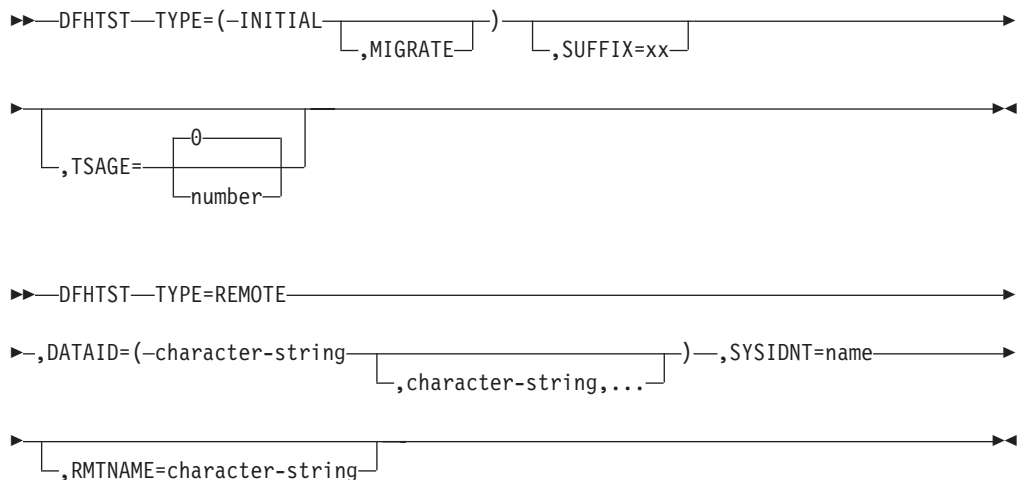 DFHTST TYPE=(INITIAL )
,MIGRATE ,SUFFIX=xx
0
,TSAGE=
number
DFHTST TYPE=REMOTE
,DATAID=(character-string ) ,SYSIDNT=name
,character-string,...
,RMTNAME=character-string